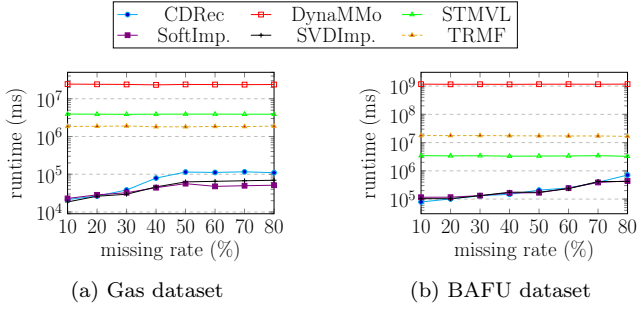 CDRec DynaMMo STMVL
SoftImp. SVDImp. TRMF
runtime (ms)
10^7
10^6
10^5
10^4
10 20 30 40 50 60 70 80
missing rate (%)
(a) Gas dataset
runtime (ms)
10^9
10^8
10^7
10^6
10^5
10 20 30 40 50 60 70 80
missing rate (%)
(b) BAFU dataset